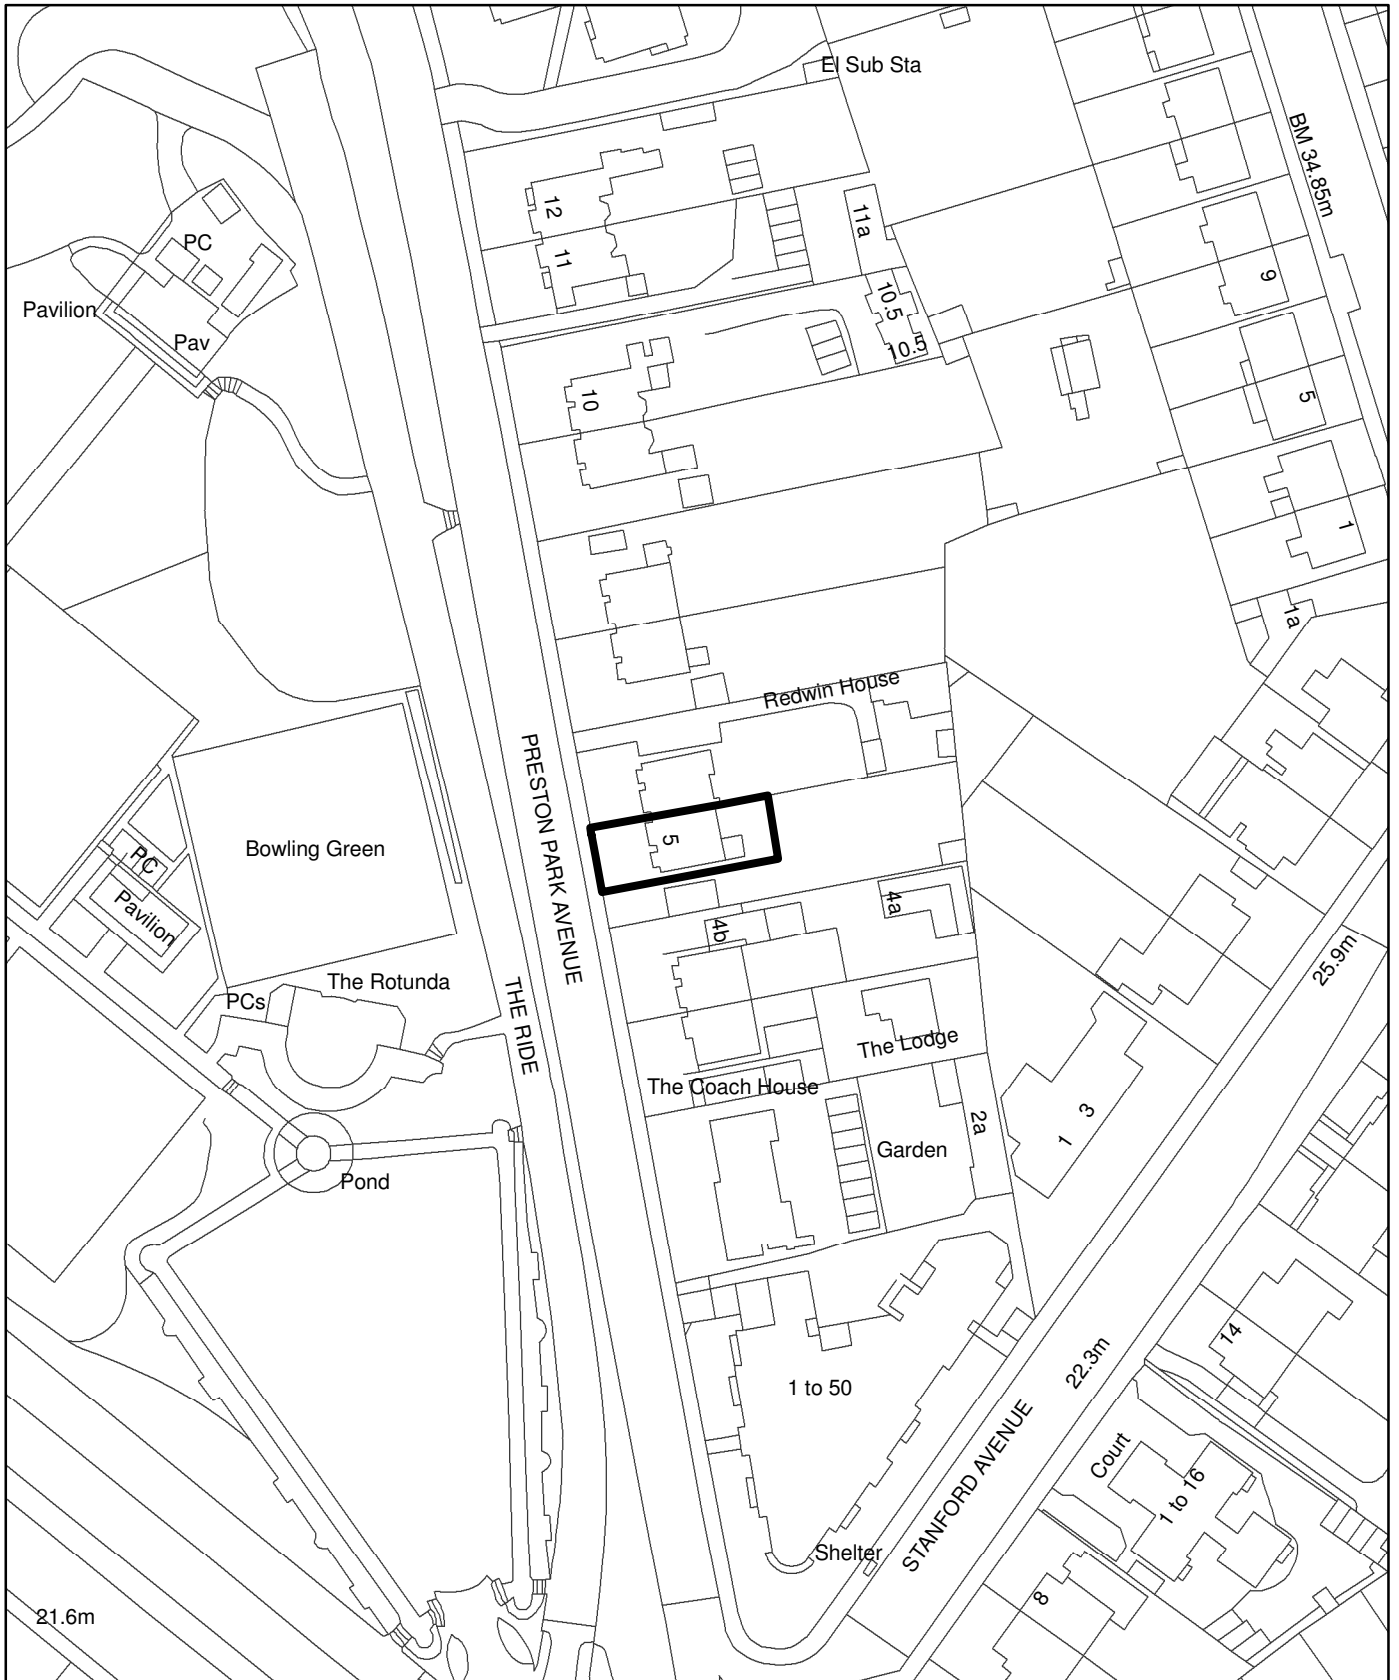 El Sub Sta
BM 34.85m
12
11
11a
PC
Pavilion
Pav
10.5
10.5
10
9
5
1
1a
Redwin House
PRESTON PARK AVENUE
5
Bowling Green
PC
Pavilion
4a
4b
The Rotunda
PCs
THE RIDE
The Lodge
The Coach House
25.9m
2a
1 3
Garden
Pond
14
22.3m
1 to 50
STANFORD AVENUE
Court
1 to 16
Shelter
8
21.6m